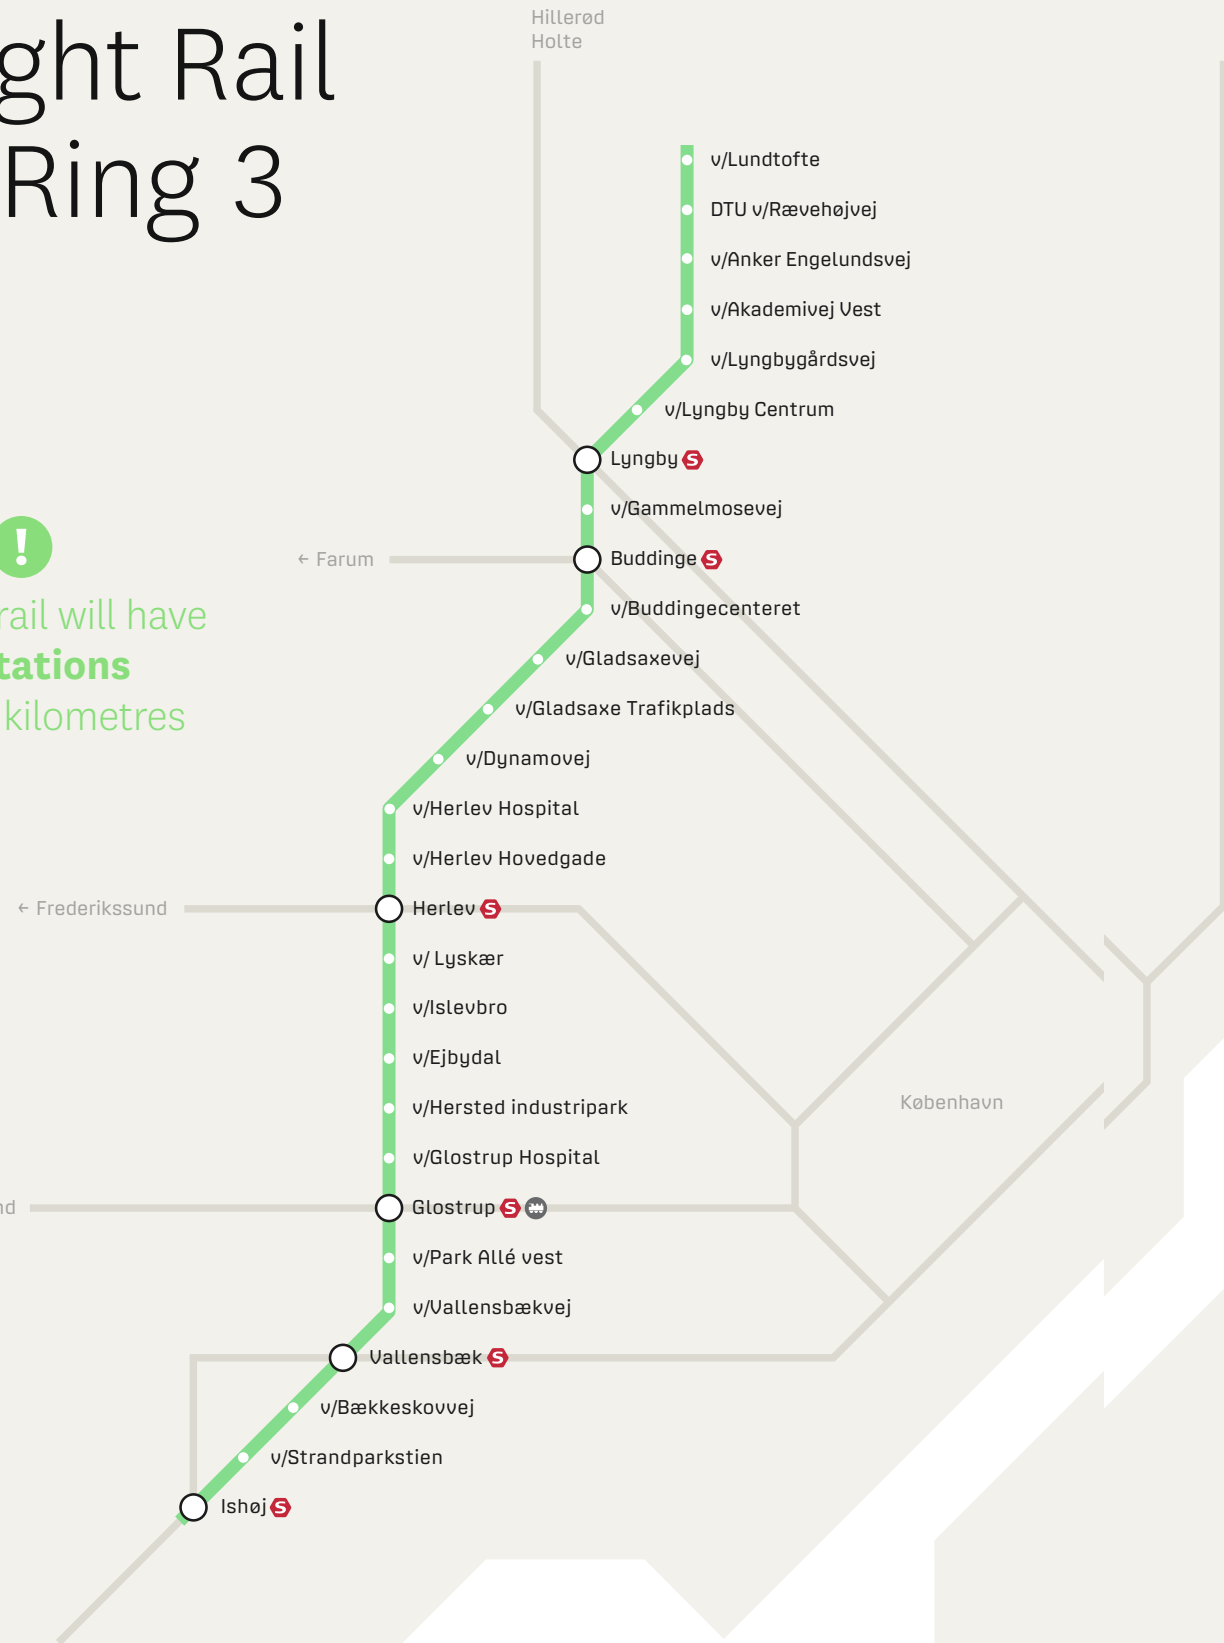 ght Rail
Ring 3
Hillerød
Holte
v/Lundtofte
DTU v/Rævehøjvej
v/Anker Engelundsvej
v/Akademivej Vest
v/Lyngbygårdsvej
v/Lyngby Centrum
Lyngby S
v/Gammelmosevej
← Farum
Buddinge S
!
rail will have
tations
kilometres
v/Buddingecenteret
v/Gladsaxevej
v/Gladsaxe Trafikplads
v/Dynamovej
v/Herlev Hospital
v/Herlev Hovedgade
← Frederikssund
Herlev S
v/ Lyskær
v/Islevbro
v/Ejbydal
København
v/Hersted industripark
v/Glostrup Hospital
nd
Glostrup S
v/Park Allé vest
v/Vallensbækvej
Vallensbæk S
v/Bækkeskovvej
v/Strandparkstien
Ishøj S